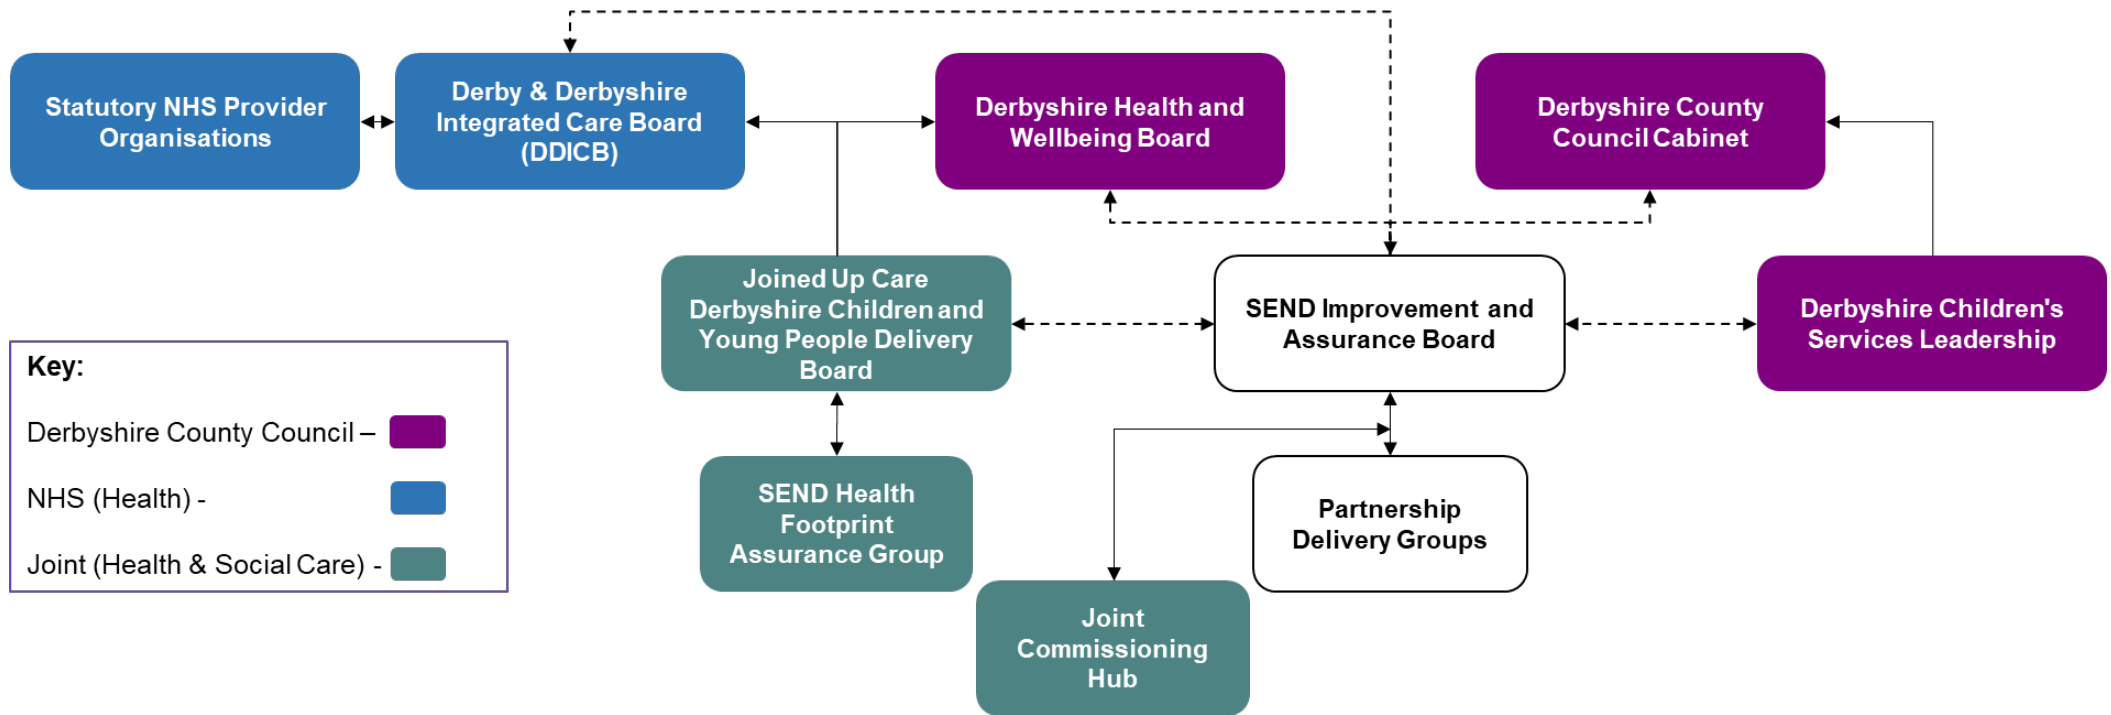 Statutory NHS Provider
Organisations
Derby & Derbyshire
Integrated Care Board
(DDICB)
Derbyshire Health and
Wellbeing Board
Derbyshire County
Council Cabinet
Joined Up Care
Derbyshire Children and
Young People Delivery
Board
SEND Improvement and
Assurance Board
Derbyshire Children's
Services Leadership
Key:
Derbyshire County Council –
NHS (Health) -
Joint (Health & Social Care) -
SEND Health
Footprint
Assurance Group
Partnership
Delivery Groups
Joint
Commissioning
Hub